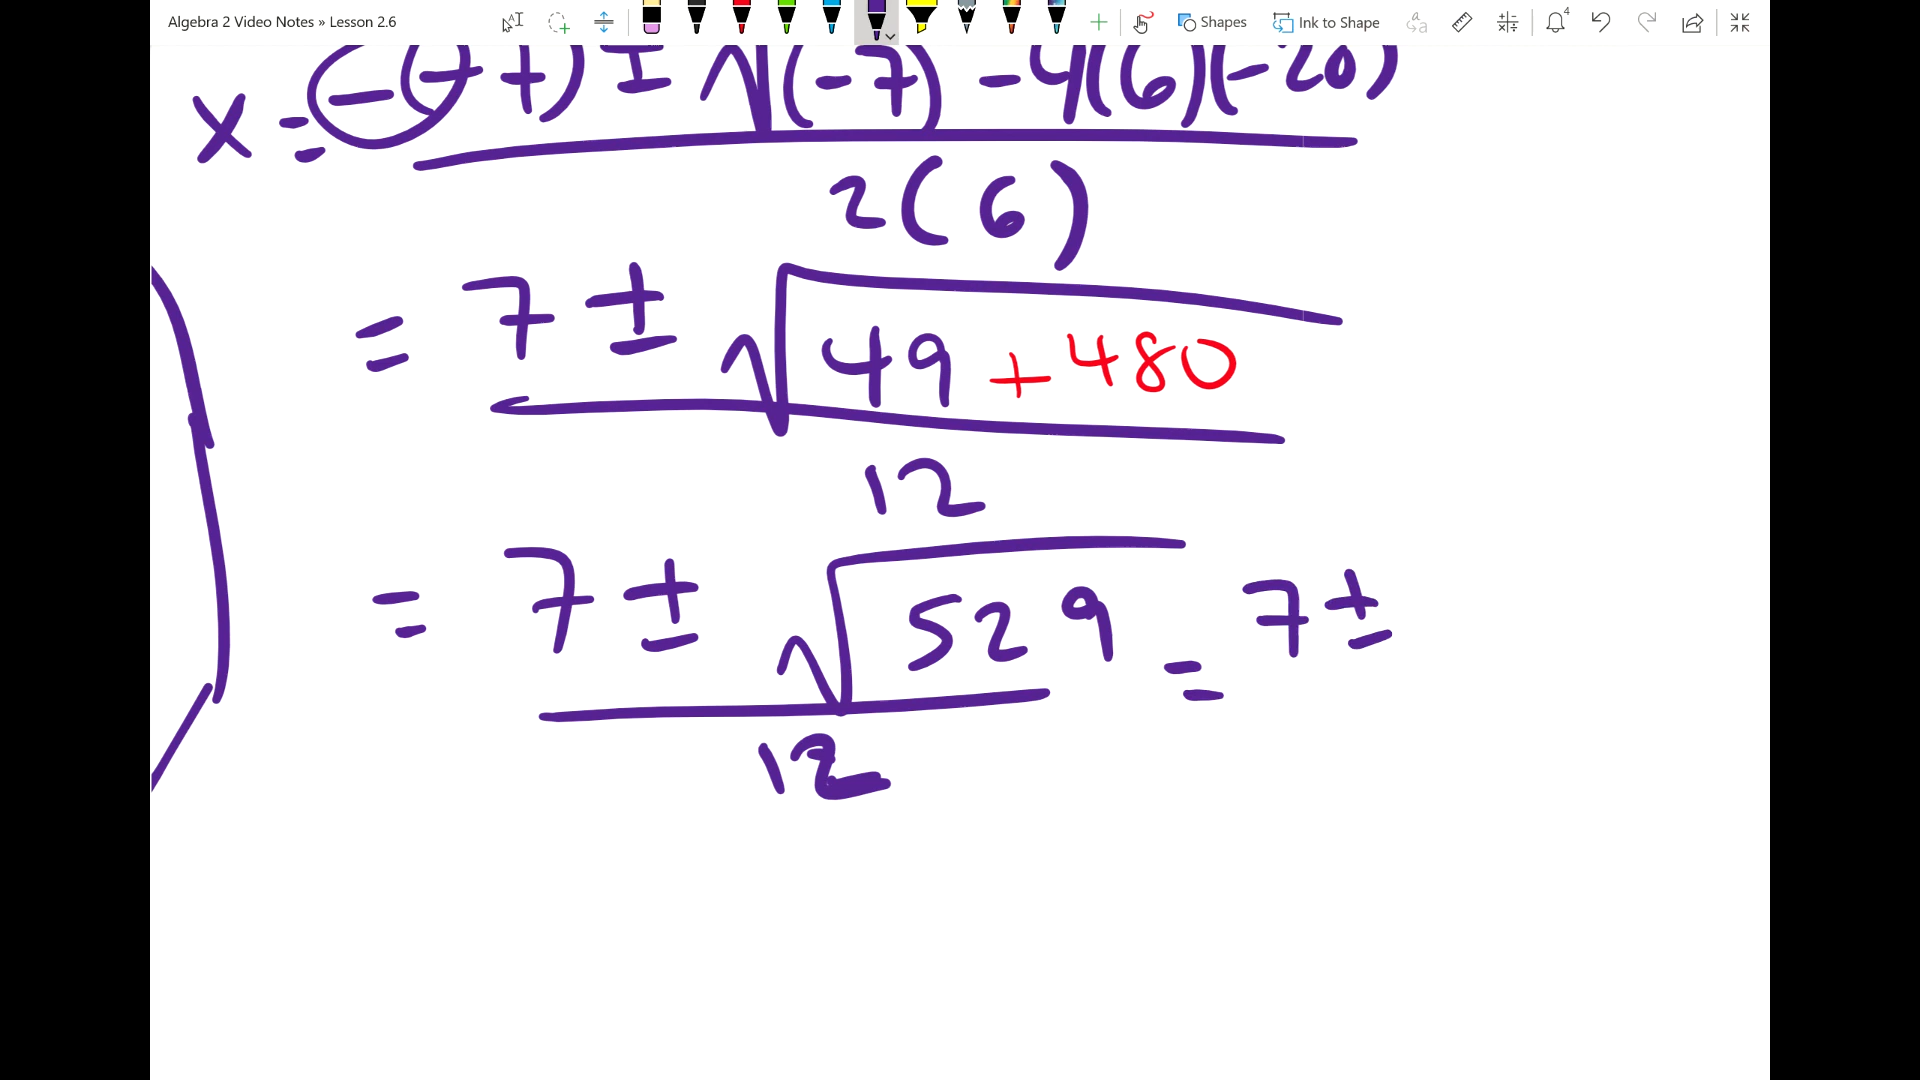 Algebra 2 Video Notes » Lesson 2.6
Shapes
Ink to Shape
4
x = -(-7) ± √(-7) - 4(6)(-20)
2(6)
= 7 ± √49 + 480
12
= 7 ± √529 = 7 ±
12